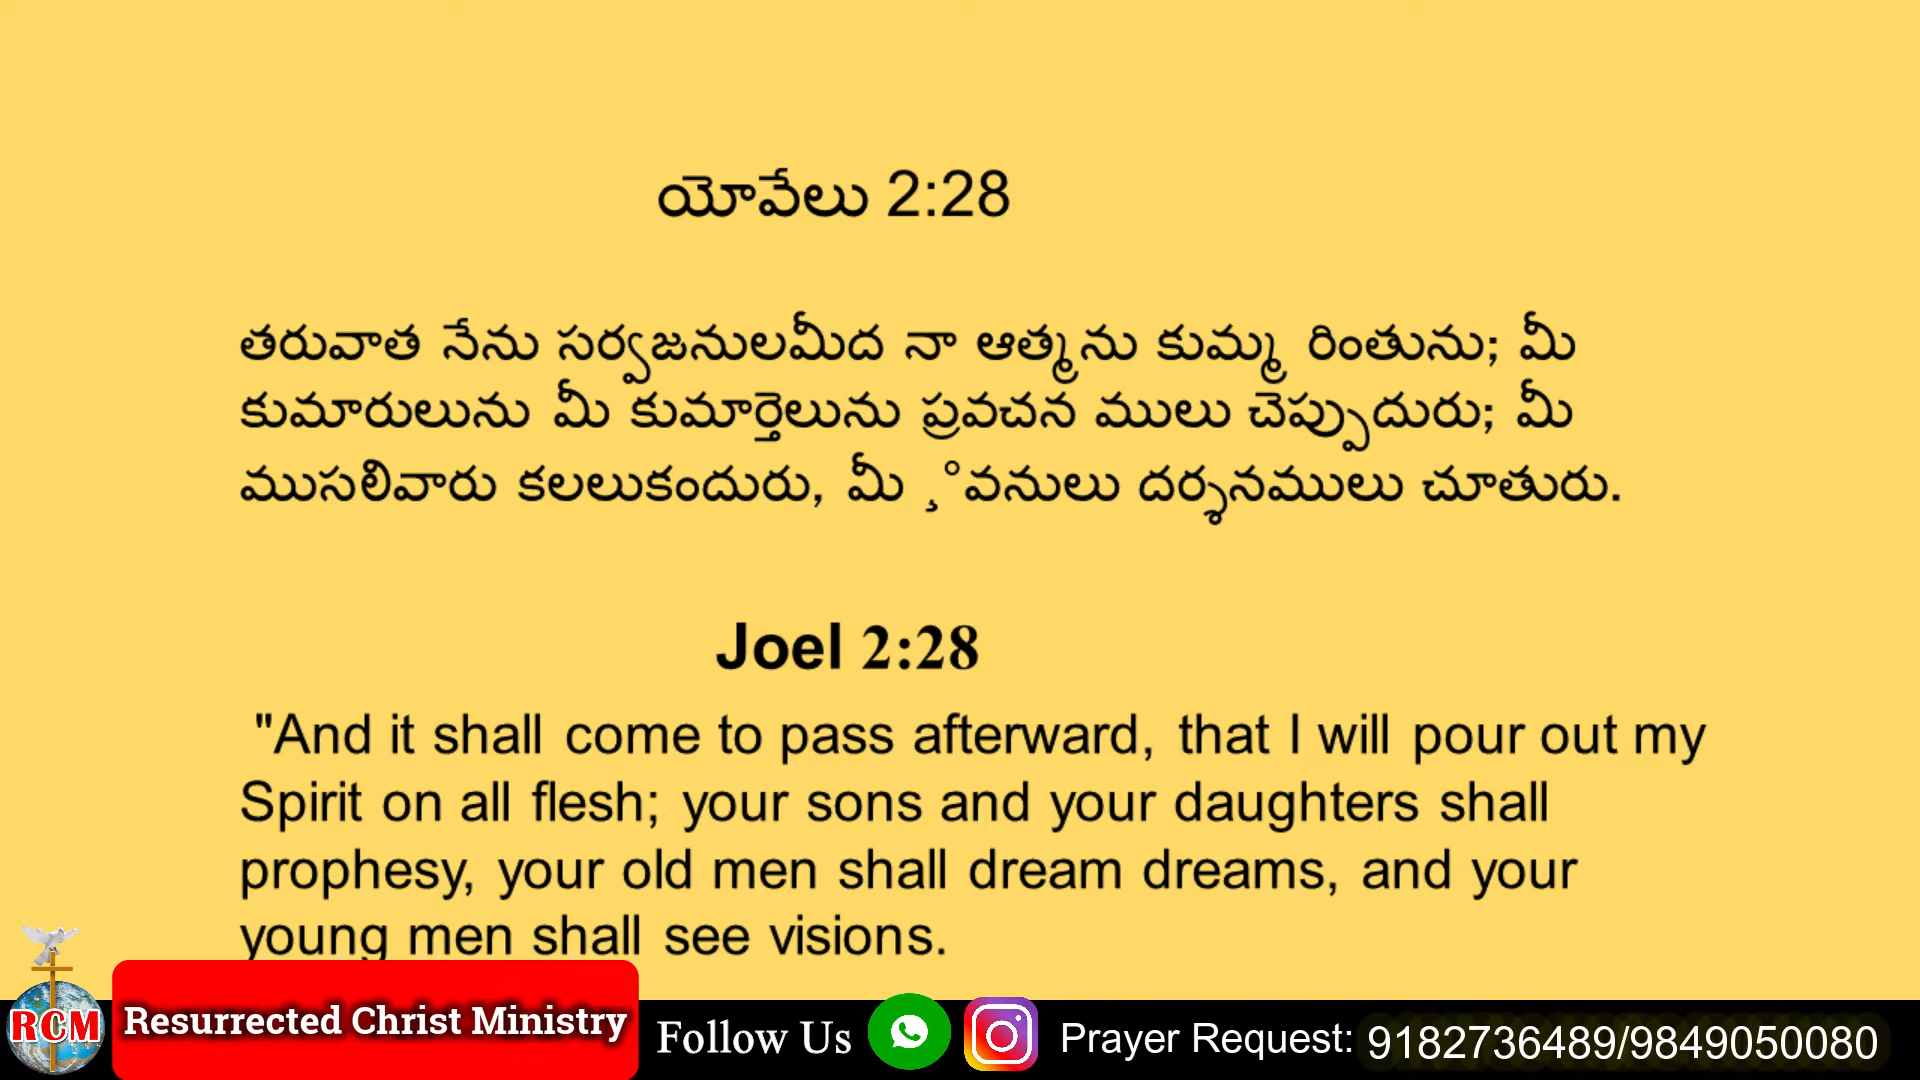 యోవేలు 2:28
తరువాత నేను సర్వజనులమీద నా ఆత్మను కుమ్మ రింతును; మీ
కుమారులును మీ కుమార్తెలును ప్రవచన ములు చెప్పుదురు; మీ
ముసలివారు కలలుకందురు, మీ ¸°వనులు దర్శనములు చూతురు.
Joel 2:28
"And it shall come to pass afterward, that I will pour out my
Spirit on all flesh; your sons and your daughters shall
prophesy, your old men shall dream dreams, and your
young men shall see visions.
RCM Resurrected Christ Ministry Follow Us Prayer Request: 9182736489/9849050080